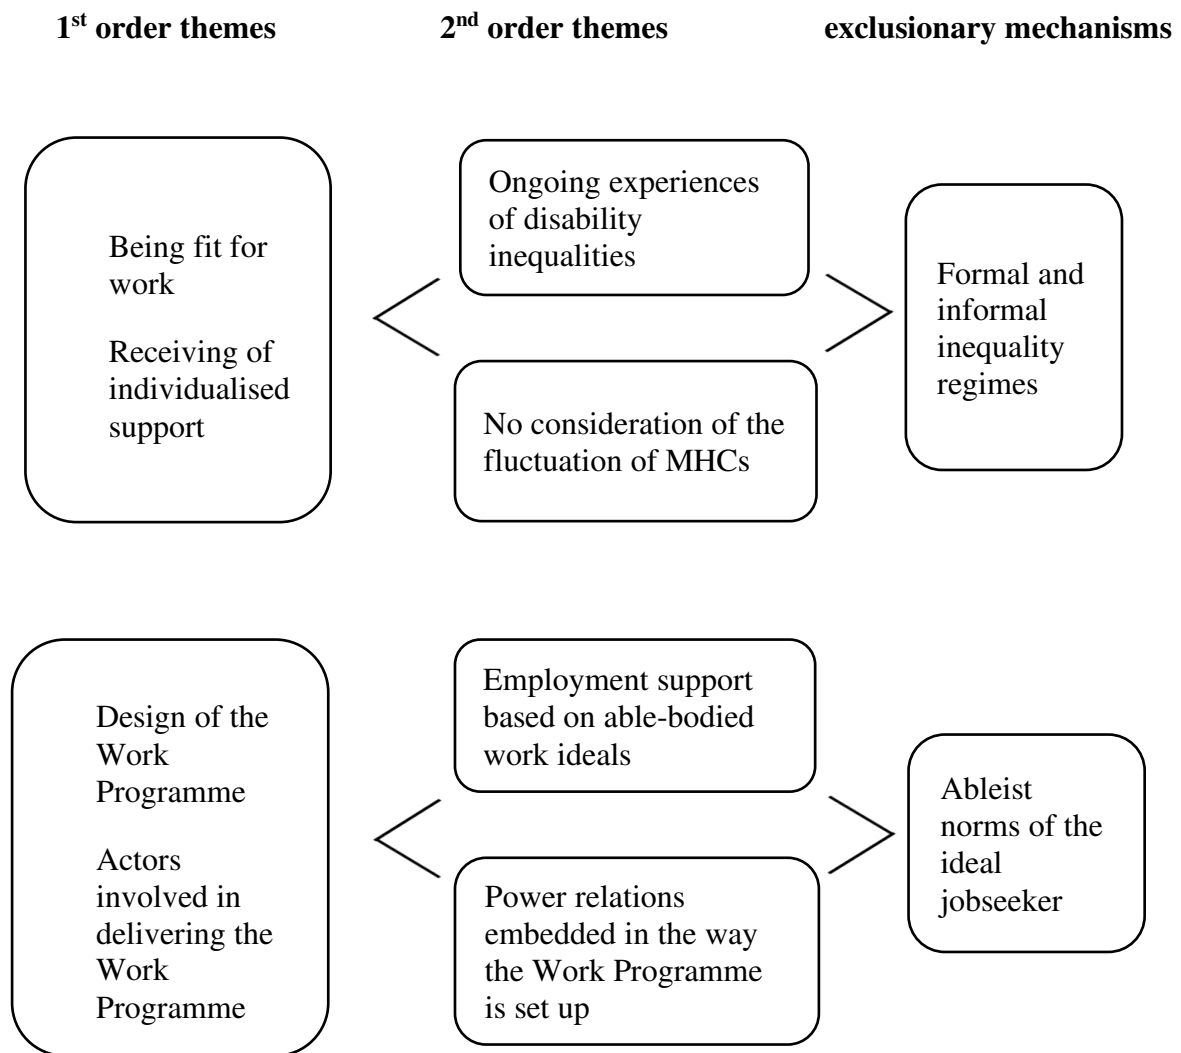 1st order themes
2nd order themes
exclusionary mechanisms
Being fit for
work
Receiving of
individualised
support
Ongoing experiences
of disability
inequalities
No consideration of the
fluctuation of MHCs
Formal and
informal
inequality
regimes
Design of the
Work
Programme
Actors
involved in
delivering the
Work
Programme
Employment support
based on able-bodied
work ideals
Power relations
embedded in the way
the Work Programme
is set up
Ableist
norms of the
ideal
jobseeker